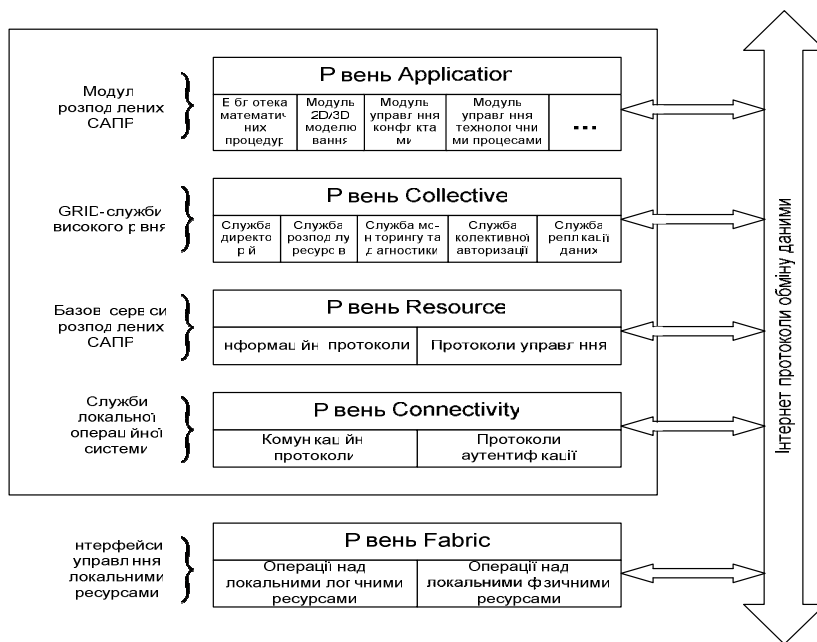 Модул
розпод лених
САПР
Р вень Application
Е бг отека
математич-
них
процедур
Модуль
2D/3D
моделю
вання
Модуль
управл ння
конфл кта
ми
Модуль
управл ння
технолог чни
ми процесами
...
GRID-служби
високого р вня
Р вень Collective
Служба
директо
р й
Служба
розпод лу
ресурс в
Служба мо-
н торингу та
д агностики
Служба
колективної
авторизації
Служба
репл кації
даних
Базов серв си
розпод лених
САПР
Р вень Resource
нформац йн протоколи
Протоколи управл ння
Служби
локальної
операц йної
системи
Р вень Connectivity
Комун кац йн
протоколи
Протоколи
аутентиф кації
нтерфейси
управл ння
локальними
ресурсами
Р вень Fabric
Операції над
локальними лог чними
ресурсами
Операції над
локальними ф зичними
ресурсами
Інтернет протоколи обміну даними